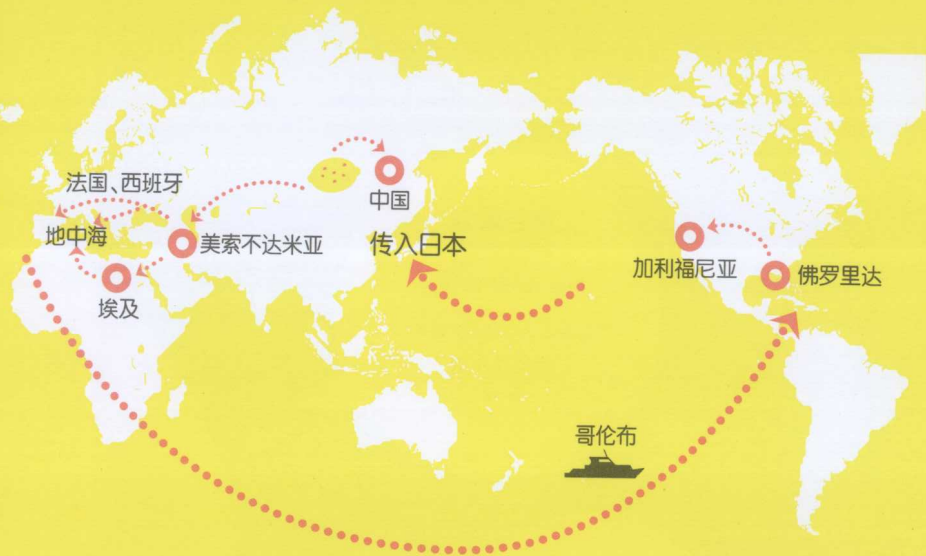 法国、西班牙
地中海
埃及
美索不达米亚
中国
传入日本
加利福尼亚
佛罗里达
哥伦布